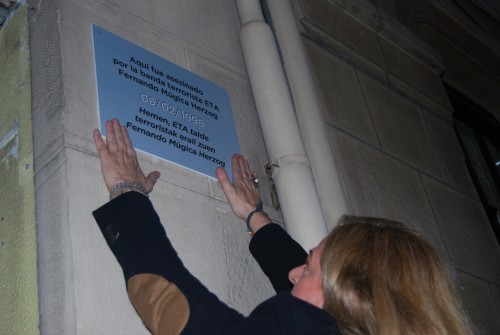 Aquí fue asesinado
por la banda terrorista ETA
Fernando Múgica Herzog
06/02/1996
Hemen, ETA talde
terroristak erail zuen
Fernando Múgica Herzog